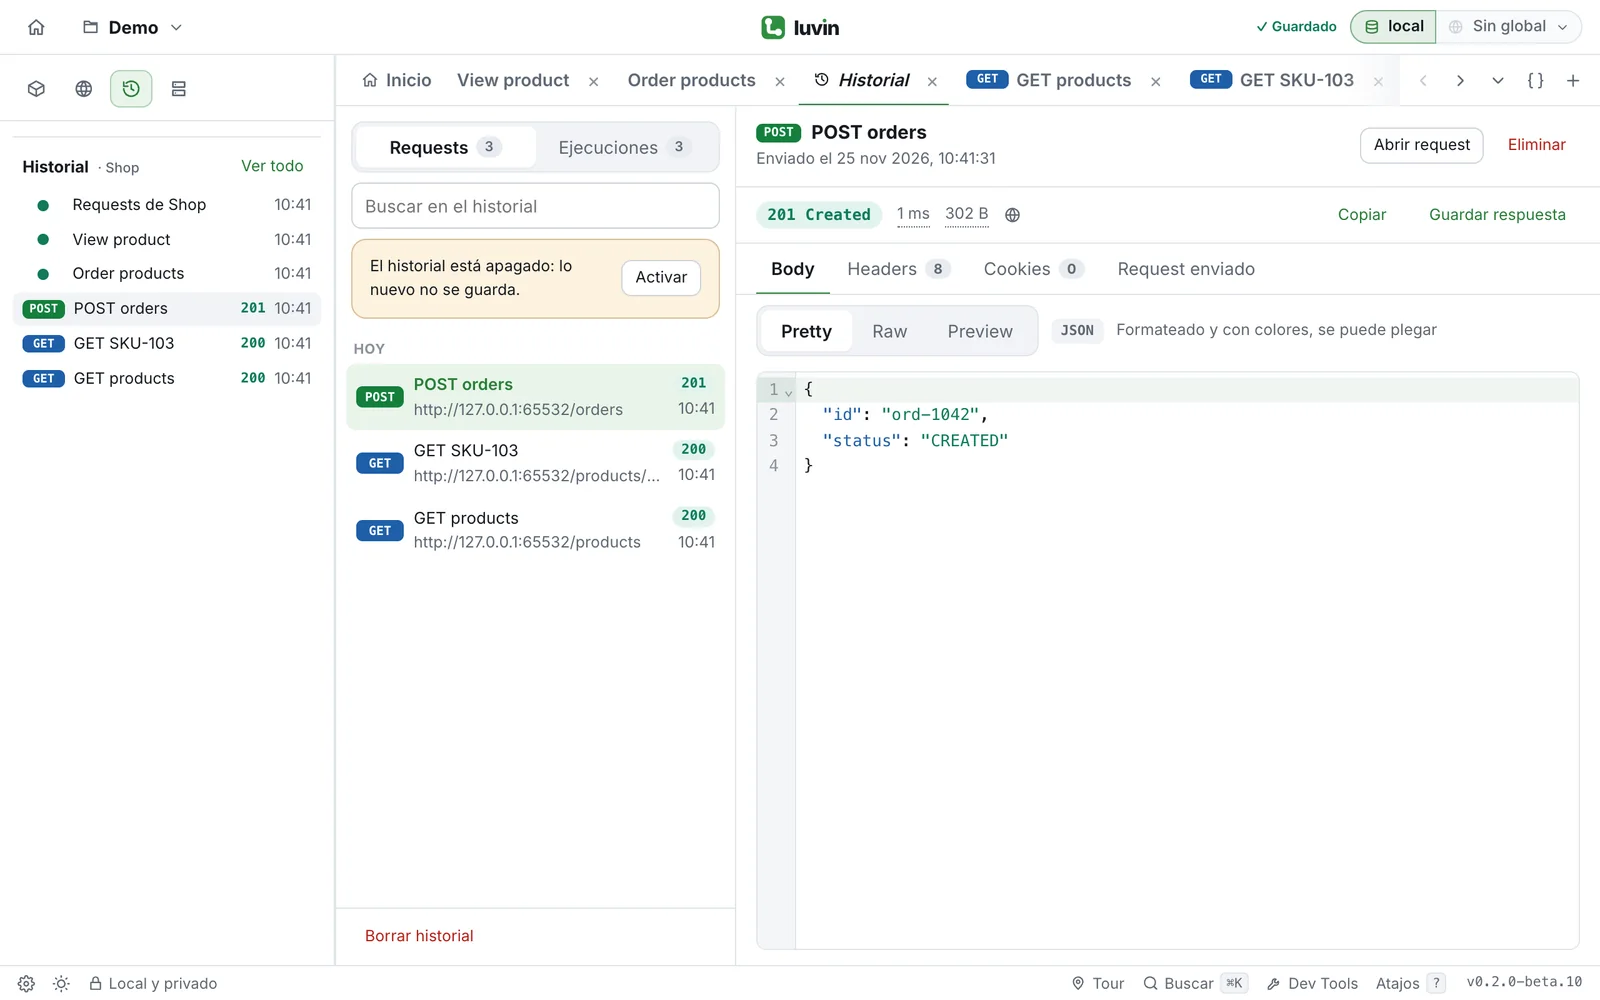 Demo
luvin
Guardado
local
Sin global
Inicio
View product
Order products
Historial
GET GET products
GET GET SKU-103
{ }
Historial · Shop
Ver todo
Requests de Shop 10:41
View product 10:41
Order products 10:41
POST POST orders 201 10:41
GET GET SKU-103 200 10:41
GET GET products 200 10:41
Requests 3
Ejecuciones 3
Buscar en el historial
El historial está apagado: lo
nuevo no se guarda.
Activar
HOY
POST POST orders 201
http://127.0.0.1:65532/orders 10:41
GET GET SKU-103 200
http://127.0.0.1:65532/products/... 10:41
GET GET products 200
http://127.0.0.1:65532/products 10:41
Borrar historial
POST POST orders
Enviado el 25 nov 2026, 10:41:31
Abrir request
Eliminar
201 Created 1 ms 302 B
Copiar
Guardar respuesta
Body
Headers 8
Cookies 0
Request enviado
Pretty
Raw
Preview
JSON
Formateado y con colores, se puede plegar
1 {
2 "id": "ord-1042",
3 "status": "CREATED"
4 }
Local y privado
Tour
Buscar ⌘K
Dev Tools
Atajos ?
v0.2.0-beta.10